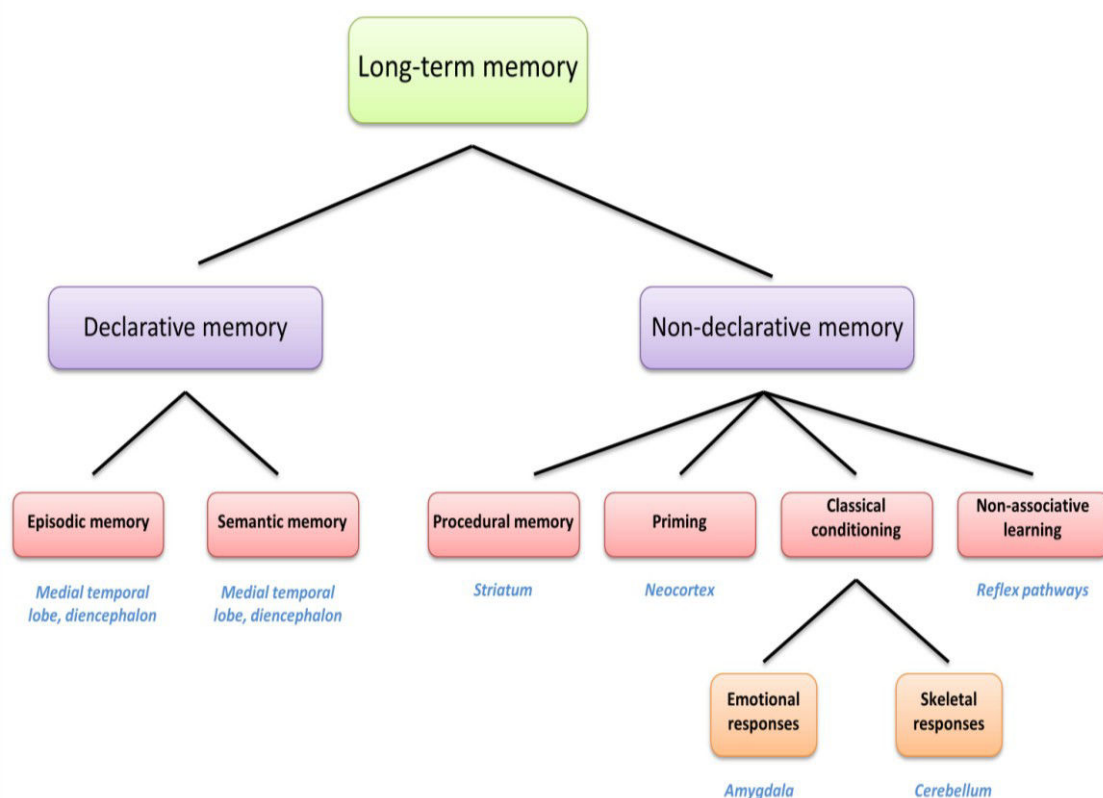 Long-term memory
Declarative memory
Non-declarative memory
Episodic memory
Semantic memory
Procedural memory
Priming
Classical
conditioning
Non-associative
learning
Medial temporal
lobe, diencephalon
Medial temporal
lobe, diencephalon
Striatum
Neocortex
Reflex pathways
Emotional
responses
Skeletal
responses
Amygdala
Cerebellum